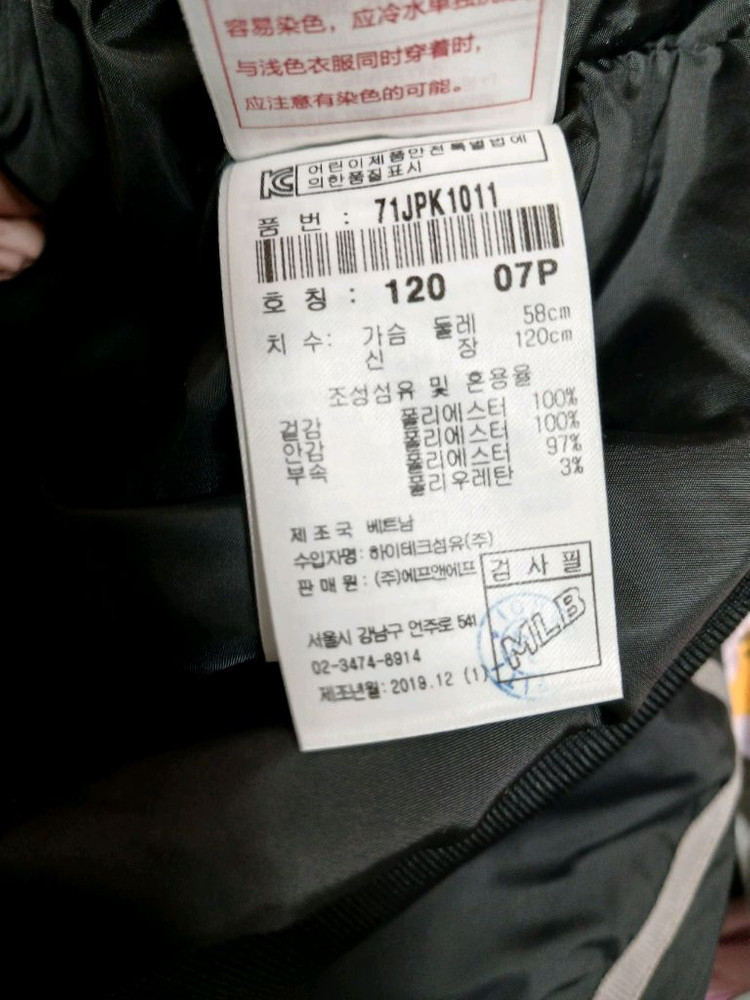 容易染色，应冷水单独
与浅色衣服同时穿着时，
应注意有染色的可能。
KC 어린이제품안전특별법에
의한품질표시
품 번 : 71JPK1011
호 칭 : 120 07P
치 수: 가슴 둘레 58cm
신 장 120cm
조성섬유 및 혼용율
겉감 폴리에스터 100%
안감 폴리에스터 100%
부속 폴리에스터 97%
폴리우레탄 3%
제 조 국 베트남
수입자명: 하이테크섬유(주)
판 매 원 : (주)에프앤에프
검 사 필
MLB
서울시 강남구 언주로 541
02-3474-6914
제조년월: 2019.12 (1)